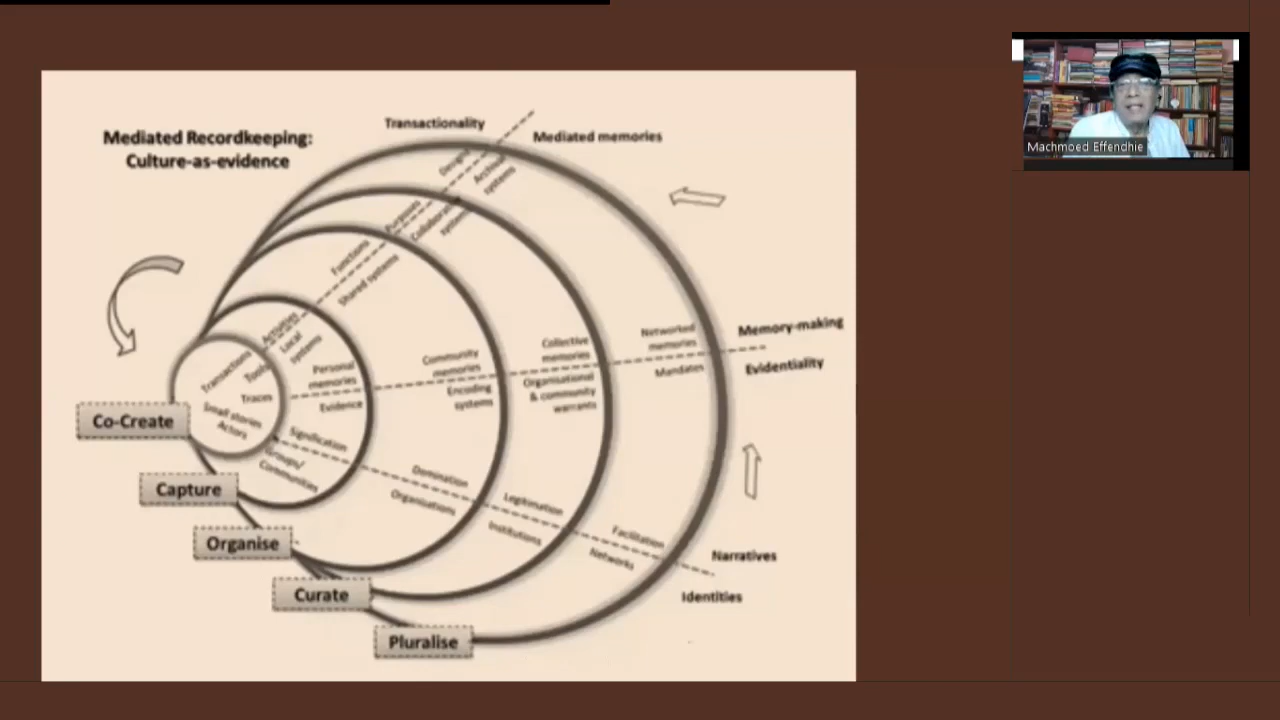 Mediated Recordkeeping:
Culture-as-evidence
Transactionality
Mediated memories
Designs
Archival
systems
Purposes
Collaborative
systems
Functions
Shared systems
Activities
Local
systems
Transactions
Tools
Traces
Small stories
Actors
Personal
memories
Evidence
Community
memories
Encoding
systems
Collective
memories
Organisational
& community
warrants
Networked
memories
Mandates
Memory-making
Evidentiality
Signification
Groups/
Communities
Domination
Organisations
Legitimation
Institutions
Facilitation
Networks
Narratives
Identities
Co-Create
Capture
Organise
Curate
Pluralise
Machmoed Effendhie